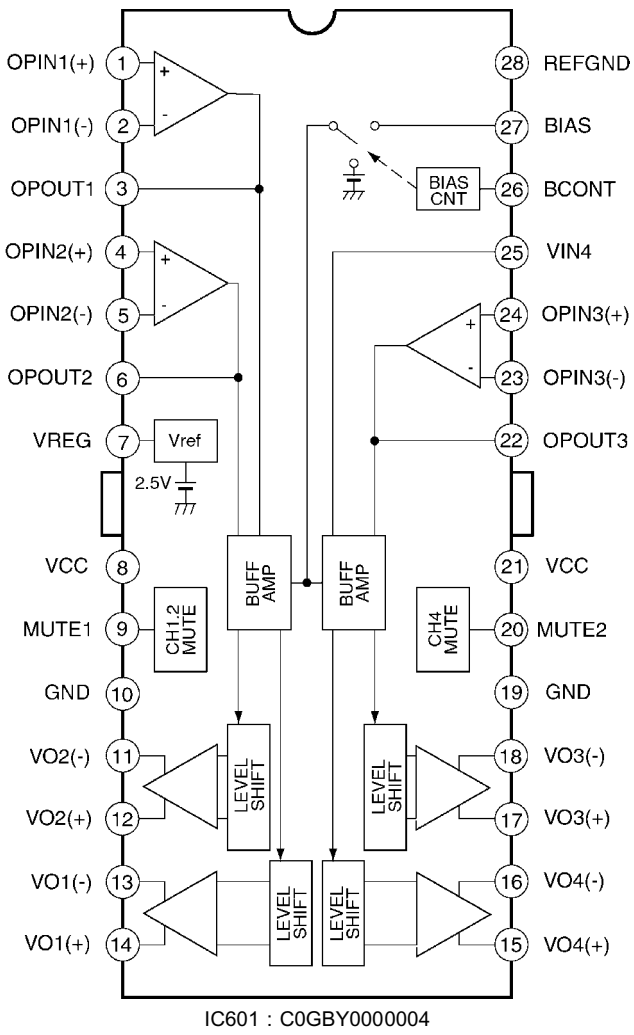 OPIN1(+) 1
OPIN1(-) 2
OPOUT1 3
OPIN2(+) 4
OPIN2(-) 5
OPOUT2 6
VREG 7
VCC 8
MUTE1 9
GND 10
VO2(-) 11
VO2(+) 12
VO1(-) 13
VO1(+) 14
28 REFGND
27 BIAS
26 BCONT
25 VIN4
24 OPIN3(+)
23 OPIN3(-)
22 OPOUT3
21 VCC
20 MUTE2
19 GND
18 VO3(-)
17 VO3(+)
16 VO4(-)
15 VO4(+)
+
-
+
-
+
-
BIAS
CNT
Vref
2.5V
BUFF
AMP
BUFF
AMP
CH1.2
MUTE
CH4
MUTE
LEVEL
SHIFT
LEVEL
SHIFT
LEVEL
SHIFT
LEVEL
SHIFT
IC601 : C0GBY0000004